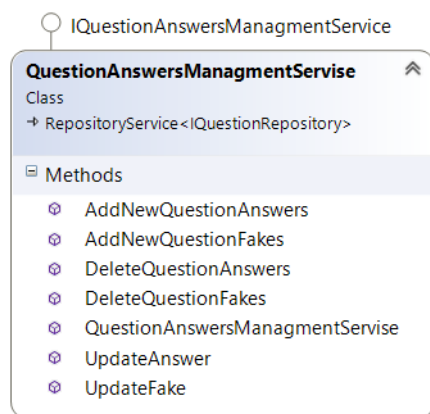 IQuestionAnswersManagmentService
QuestionAnswersManagmentServise
Class
RepositoryService<IQuestionRepository>
Methods
AddNewQuestionAnswers
AddNewQuestionFakes
DeleteQuestionAnswers
DeleteQuestionFakes
QuestionAnswersManagmentServise
UpdateAnswer
UpdateFake